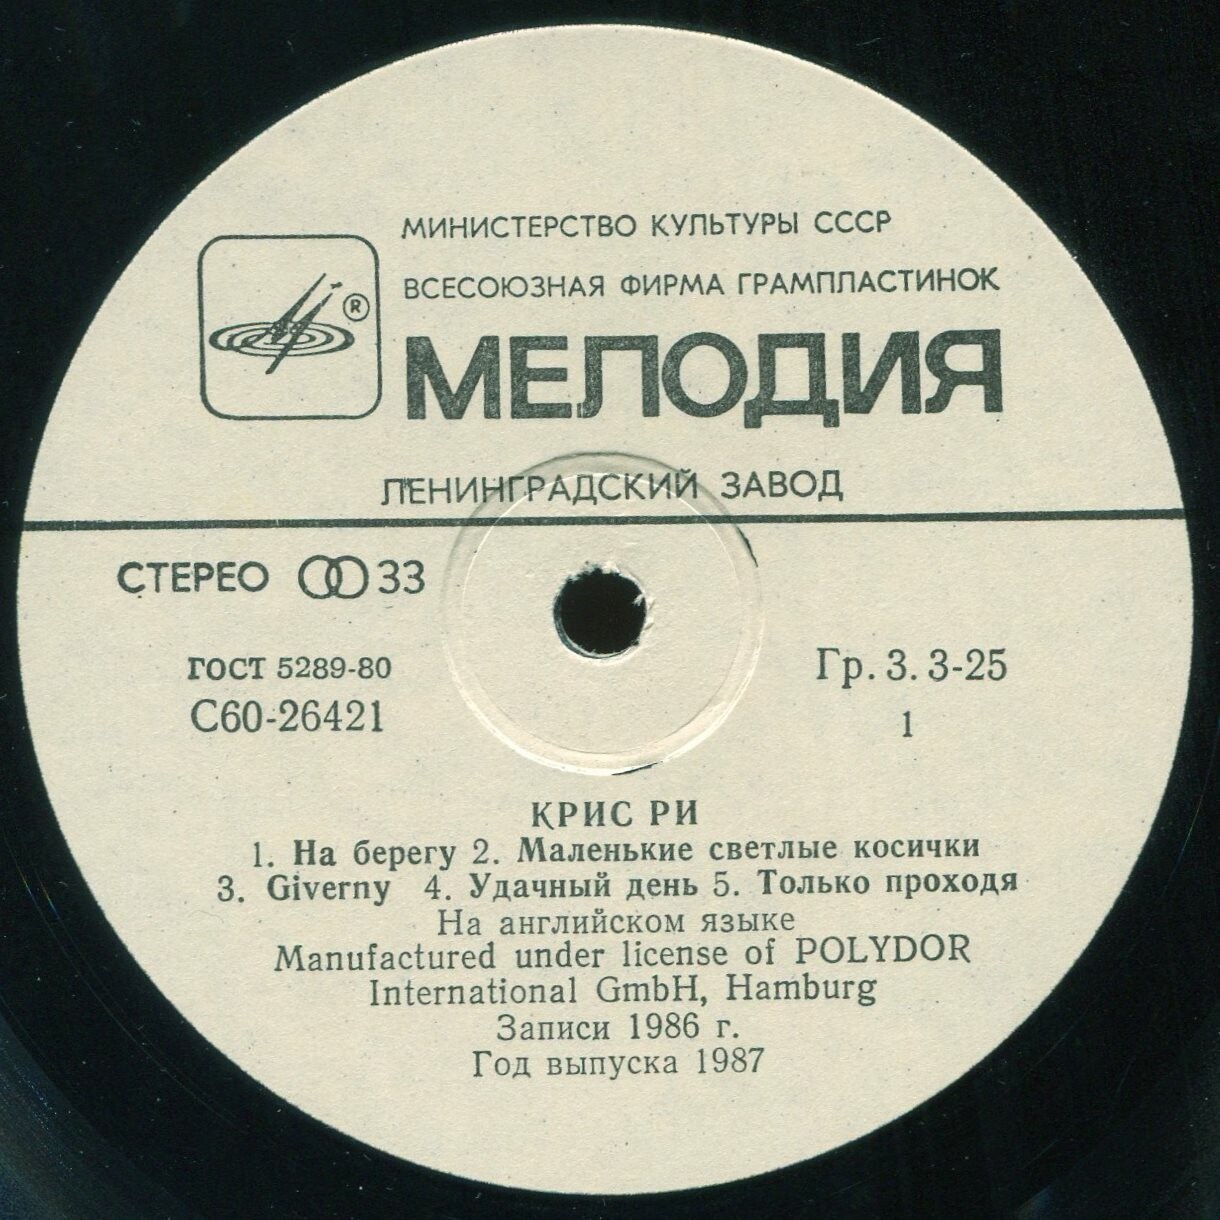 МИНИСТЕРСТВО КУЛЬТУРЫ СССР
ВСЕСОЮЗНАЯ ФИРМА ГРАМПЛАСТИНОК
®
МЕЛОДИЯ
ЛЕНИНГРАДСКИЙ ЗАВОД
СТЕРЕО 33
ГОСТ 5289-80
С60-26421
Гр. 3. 3-25
1
КРИС РИ
1. На берегу 2. Маленькие светлые косички
3. Giverny 4. Удачный день 5. Только проходя
На английском языке
Manufactured under license of POLYDOR
International GmbH, Hamburg
Записи 1986 г.
Год выпуска 1987